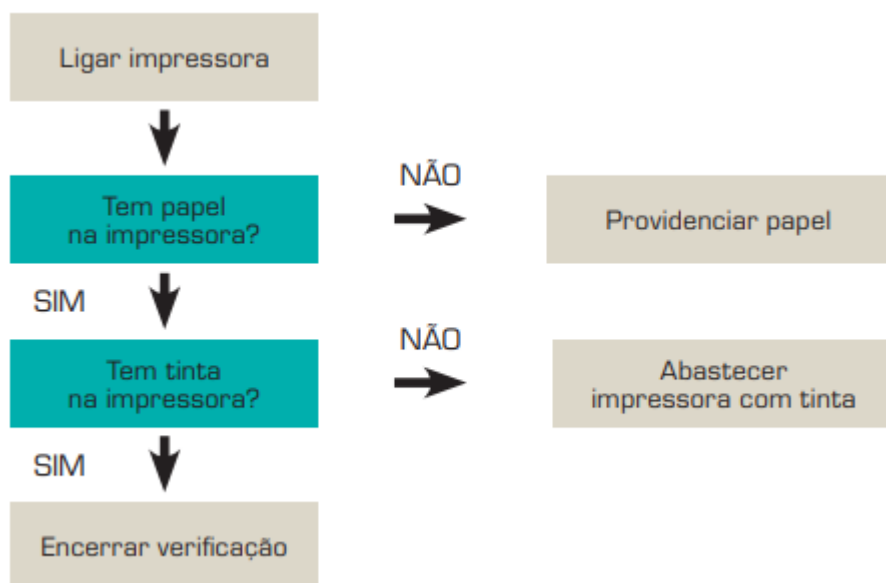 Ligar impressora
NÃO
Tem papel
na impressora?
Providenciar papel
SIM
NÃO
Tem tinta
na impressora?
Abastecer
impressora com tinta
SIM
Encerrar verificação